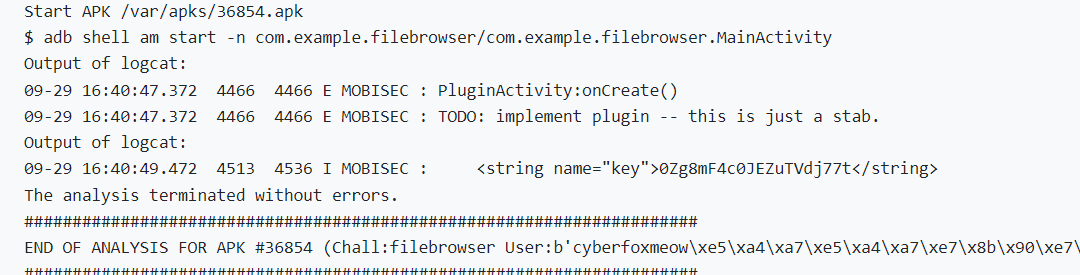 Start APK /var/apks/36854.apk
$ adb shell am start -n com.example.filebrowser/com.example.filebrowser.MainActivity
Output of logcat:
09-29 16:40:47.372  4466  4466 E MOBISEC : PluginActivity:onCreate()
09-29 16:40:47.372  4466  4466 E MOBISEC : TODO: implement plugin -- this is just a stab.
Output of logcat:
09-29 16:40:49.472  4513  4536 I MOBISEC :     <string name="key">0Zg8mF4c0JEZuTVdj77t</string>
The analysis terminated without errors.
######################################################################
END OF ANALYSIS FOR APK #36854 (Chall:filebrowser User:b'cyberfoxmeow\xe5\xa4\xa7\xe5\xa4\xa7\xe7\x8b\x90\xe7\
######################################################################